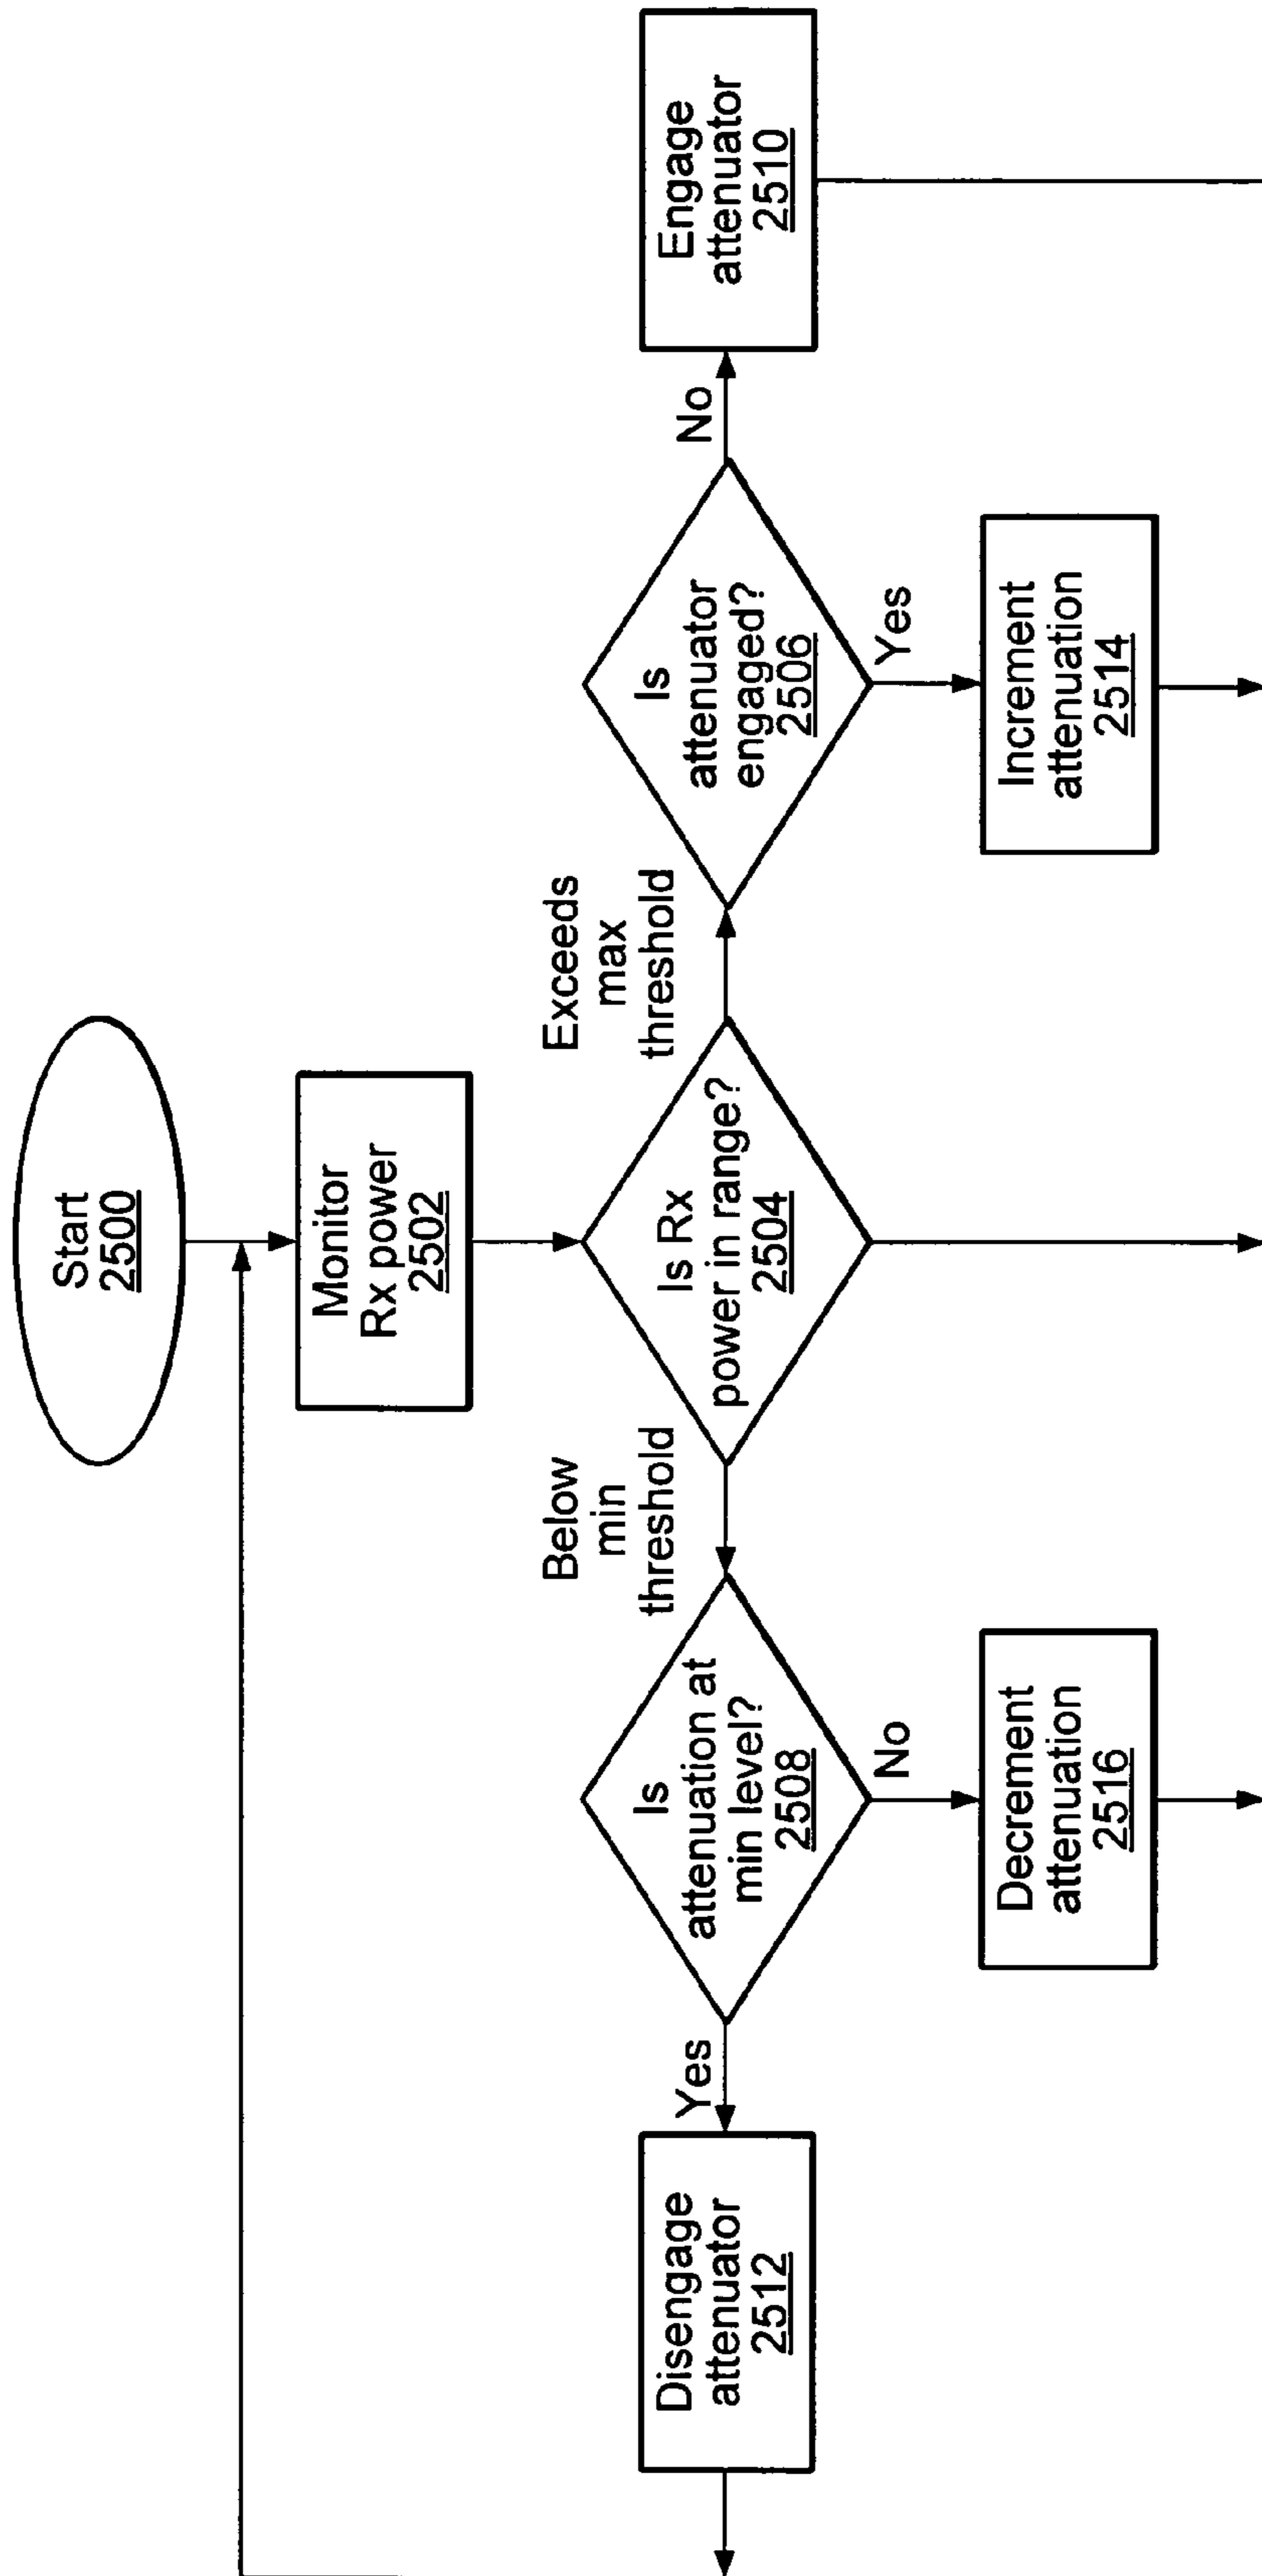 Start
2500
Monitor
Rx power
2502
Is Rx
power in range?
2504
Below
min
threshold
Exceeds
max
threshold
Is
attenuation at
min level?
2508
Yes
No
Disengage
attenuator
2512
Decrement
attenuation
2516
Is
attenuator
engaged?
2506
No
Yes
Engage
attenuator
2510
Increment
attenuation
2514